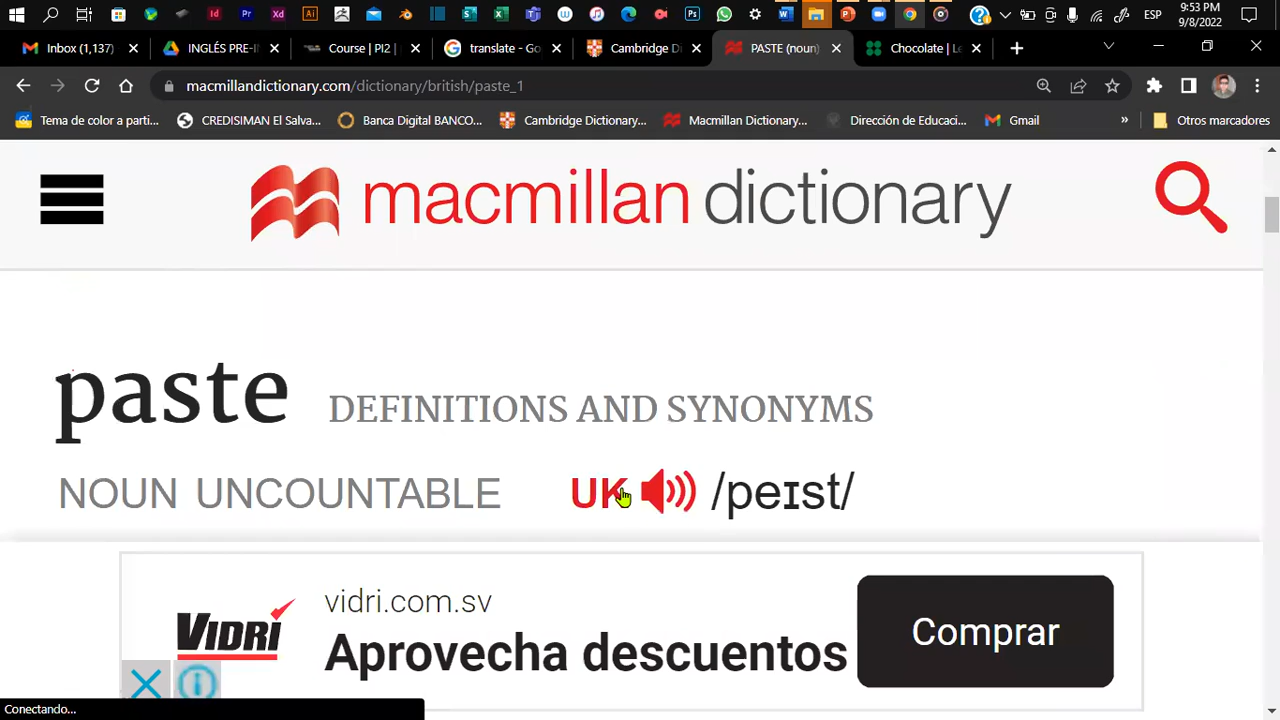 9:53 PM
ESP
9/8/2022
Inbox (1,137)
INGLÉS PRE-II
Course | PI2 |
translate - Go
Cambridge D
PASTE (noun)
Chocolate | Le
macmillandictionary.com/dictionary/british/paste_1
Tema de color a parti...
CREDISIMAN El Salva...
Banca Digital BANCO...
Cambridge Dictionary...
Macmillan Dictionary...
Dirección de Educaci...
Gmail
»
Otros marcadores
macmillan dictionary
paste DEFINITIONS AND SYNONYMS
NOUN UNCOUNTABLE UK /peɪst/
vidri.com.sv
VIDRÍ
Aprovecha descuentos
Comprar
Conectando...